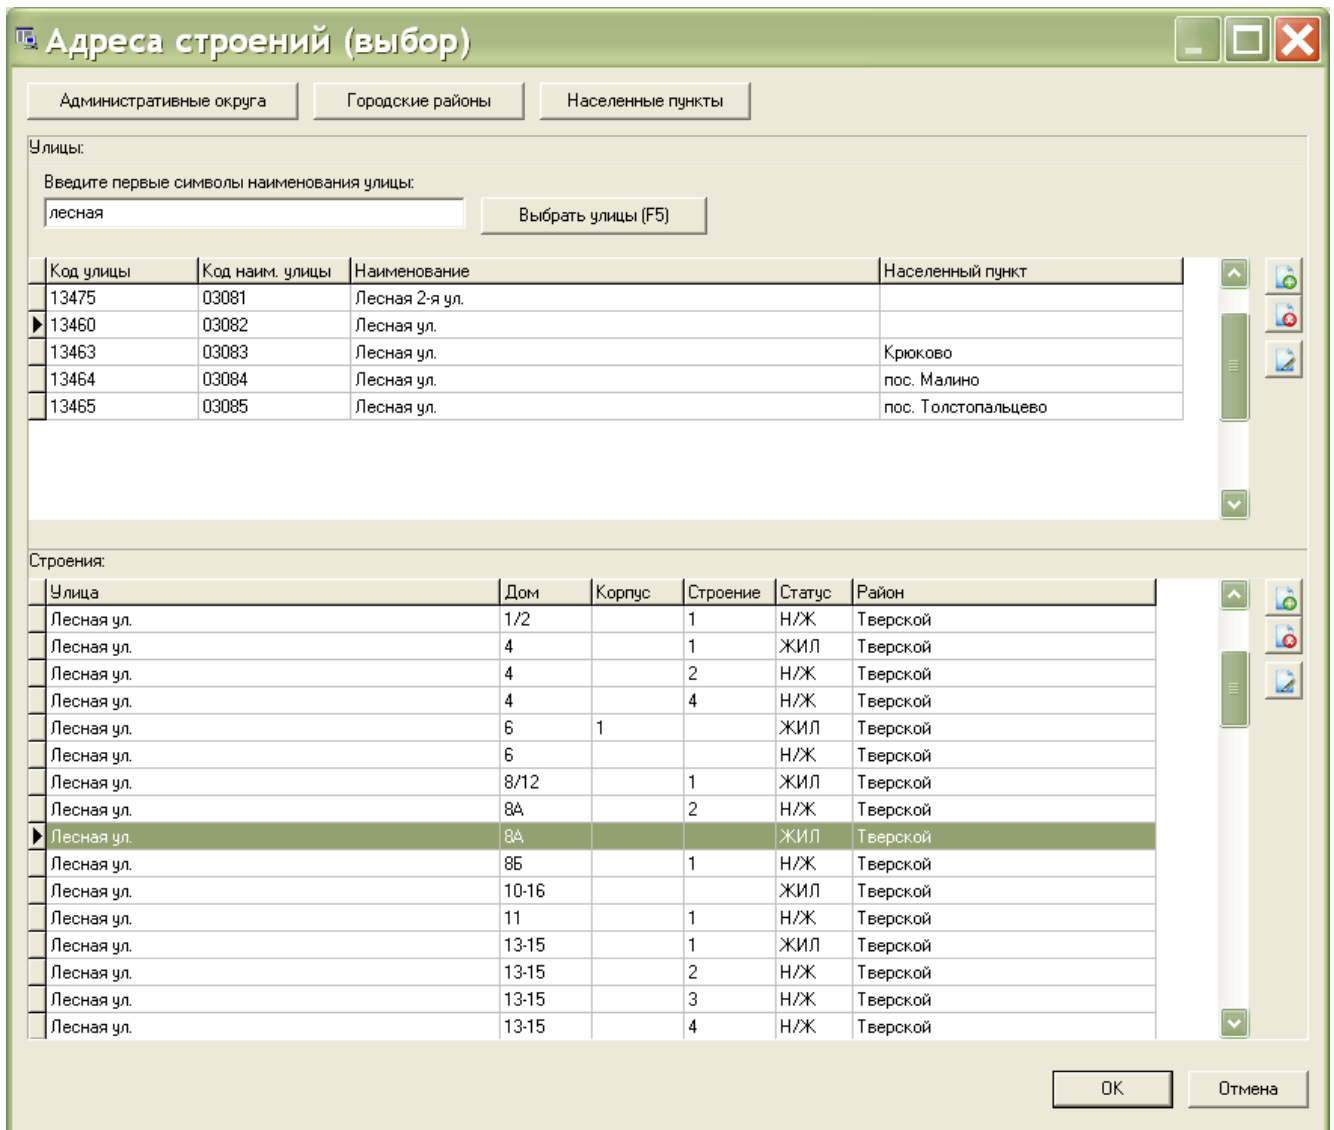 Адреса строений (выбор)
Административные округа Городские районы Населенные пункты
Улицы:
Введите первые символы наименования улицы:
лесная Выбрать улицы (F5)
Код улицы Код наим. улицы Наименование Населенный пункт
13475 03081 Лесная 2-я ул.
13460 03082 Лесная ул.
13463 03083 Лесная ул. Крюково
13464 03084 Лесная ул. пос. Малино
13465 03085 Лесная ул. пос. Толстопальцево
Строения:
Улица Дом Корпус Строение Статус Район
Лесная ул. 1/2 1 Н/Ж Тверской
Лесная ул. 4 1 ЖИЛ Тверской
Лесная ул. 4 2 Н/Ж Тверской
Лесная ул. 4 4 Н/Ж Тверской
Лесная ул. 6 1 ЖИЛ Тверской
Лесная ул. 6 Н/Ж Тверской
Лесная ул. 8/12 1 ЖИЛ Тверской
Лесная ул. 8А 2 Н/Ж Тверской
Лесная ул. 8А ЖИЛ Тверской
Лесная ул. 8Б 1 Н/Ж Тверской
Лесная ул. 10-16 ЖИЛ Тверской
Лесная ул. 11 1 Н/Ж Тверской
Лесная ул. 13-15 1 ЖИЛ Тверской
Лесная ул. 13-15 2 Н/Ж Тверской
Лесная ул. 13-15 3 Н/Ж Тверской
Лесная ул. 13-15 4 Н/Ж Тверской
ОК Отмена